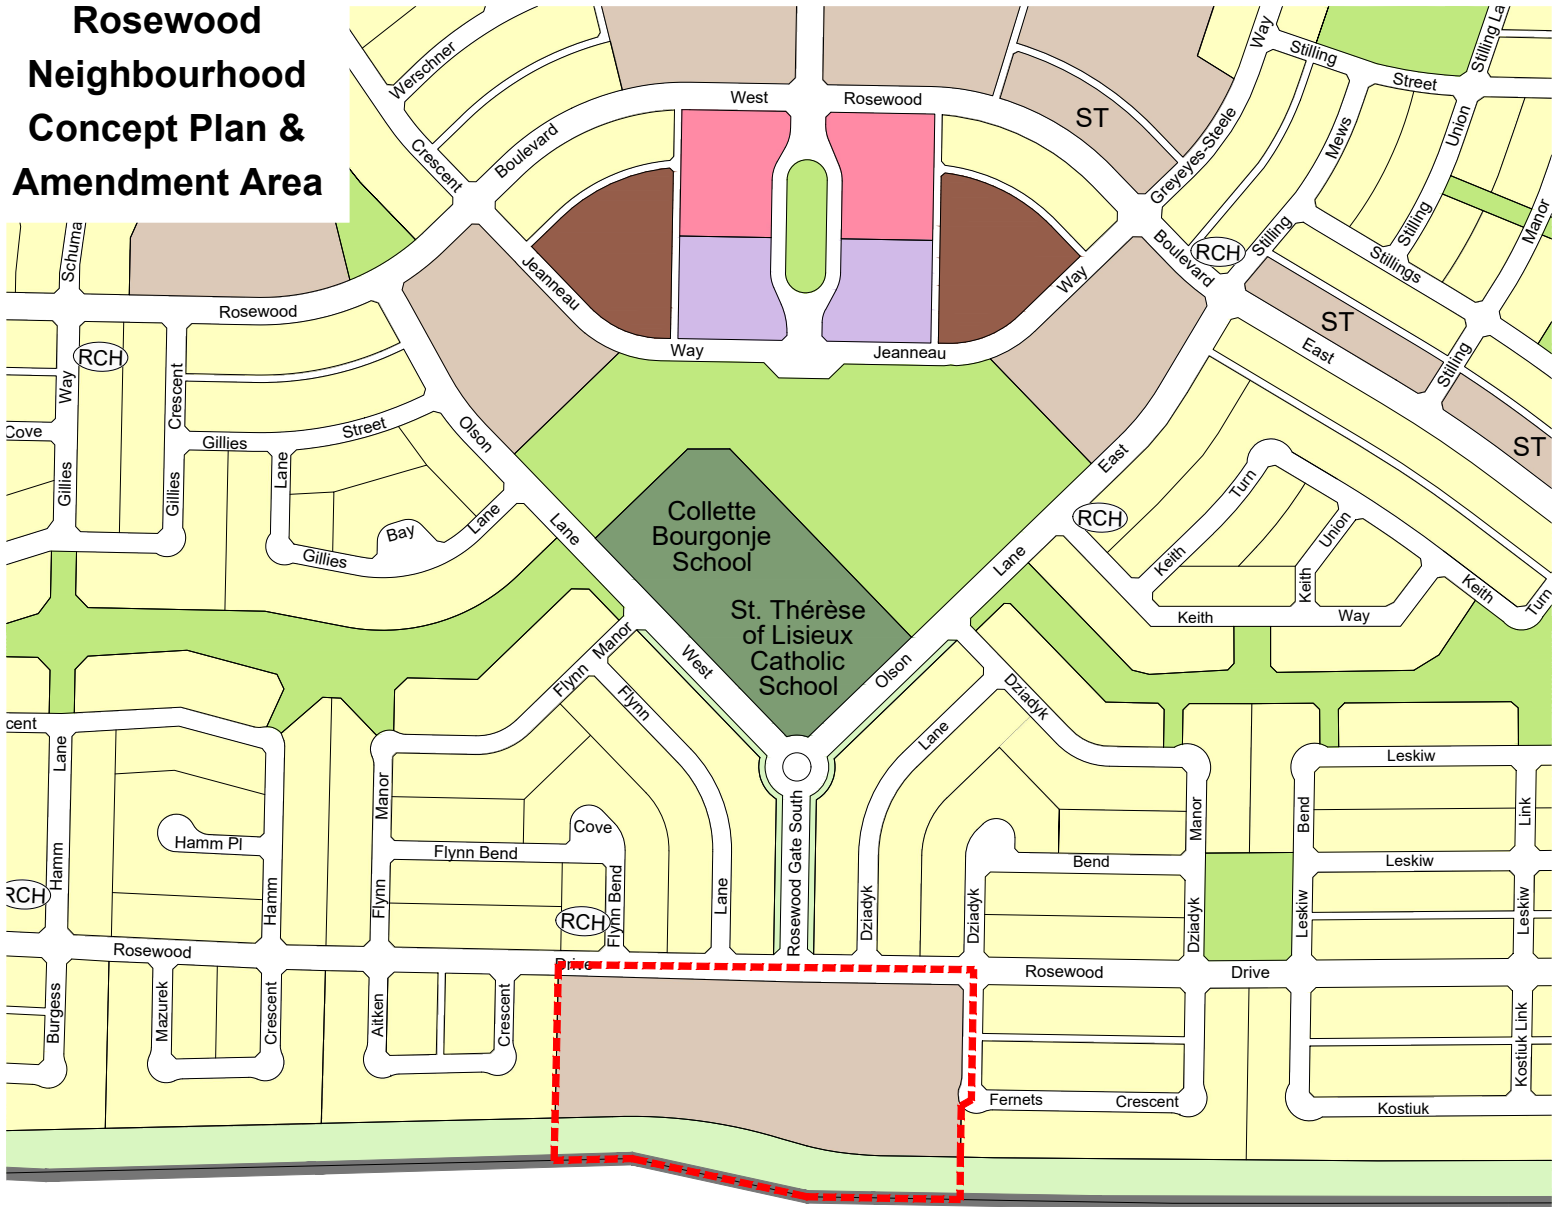 Rosewood
Neighbourhood
Concept Plan &
Amendment Area
Werschner
Crescent
Boulevard
West
Rosewood
ST
Way
Stilling
Street
Stilling La
Greyeyes-Steele
Mews
Union
Stilling
Manor
Boulevard
RCH
Stilling
Stillings
Schuma
Rosewood
Jeanneau
Way
Jeanneau
Way
ST
East
Stilling
ST
RCH
Way
Crescent
Cove
Gillies
Street
Olson
Gillies
Gillies
Lane
Bay
Lane
Gillies
Lane
Collette
Bourgonje
School
St. Thérèse
of Lisieux
Catholic
School
East
RCH
Lane
Turn
Keith
Union
Keith
Keith
Way
Keith
Turn
Flynn
Manor
Flynn
West
Olson
Dziadyk
Lane
cent
Lane
Hamm
Hamm Pl
RCH
Hamm
Manor
Flynn
Flynn Bend
Cove
RCH
Flynn Bend
Lane
Rosewood Gate South
Dziadyk
Dziadyk
Bend
Manor
Dziadyk
Bend
Leskiw
Leskiw
Link
Leskiw
Leskiw
Rosewood
Drive
Rosewood
Drive
Burgess
Mazurek
Crescent
Aitken
Crescent
Fernets
Crescent
Kostiuk Link
Kostiuk